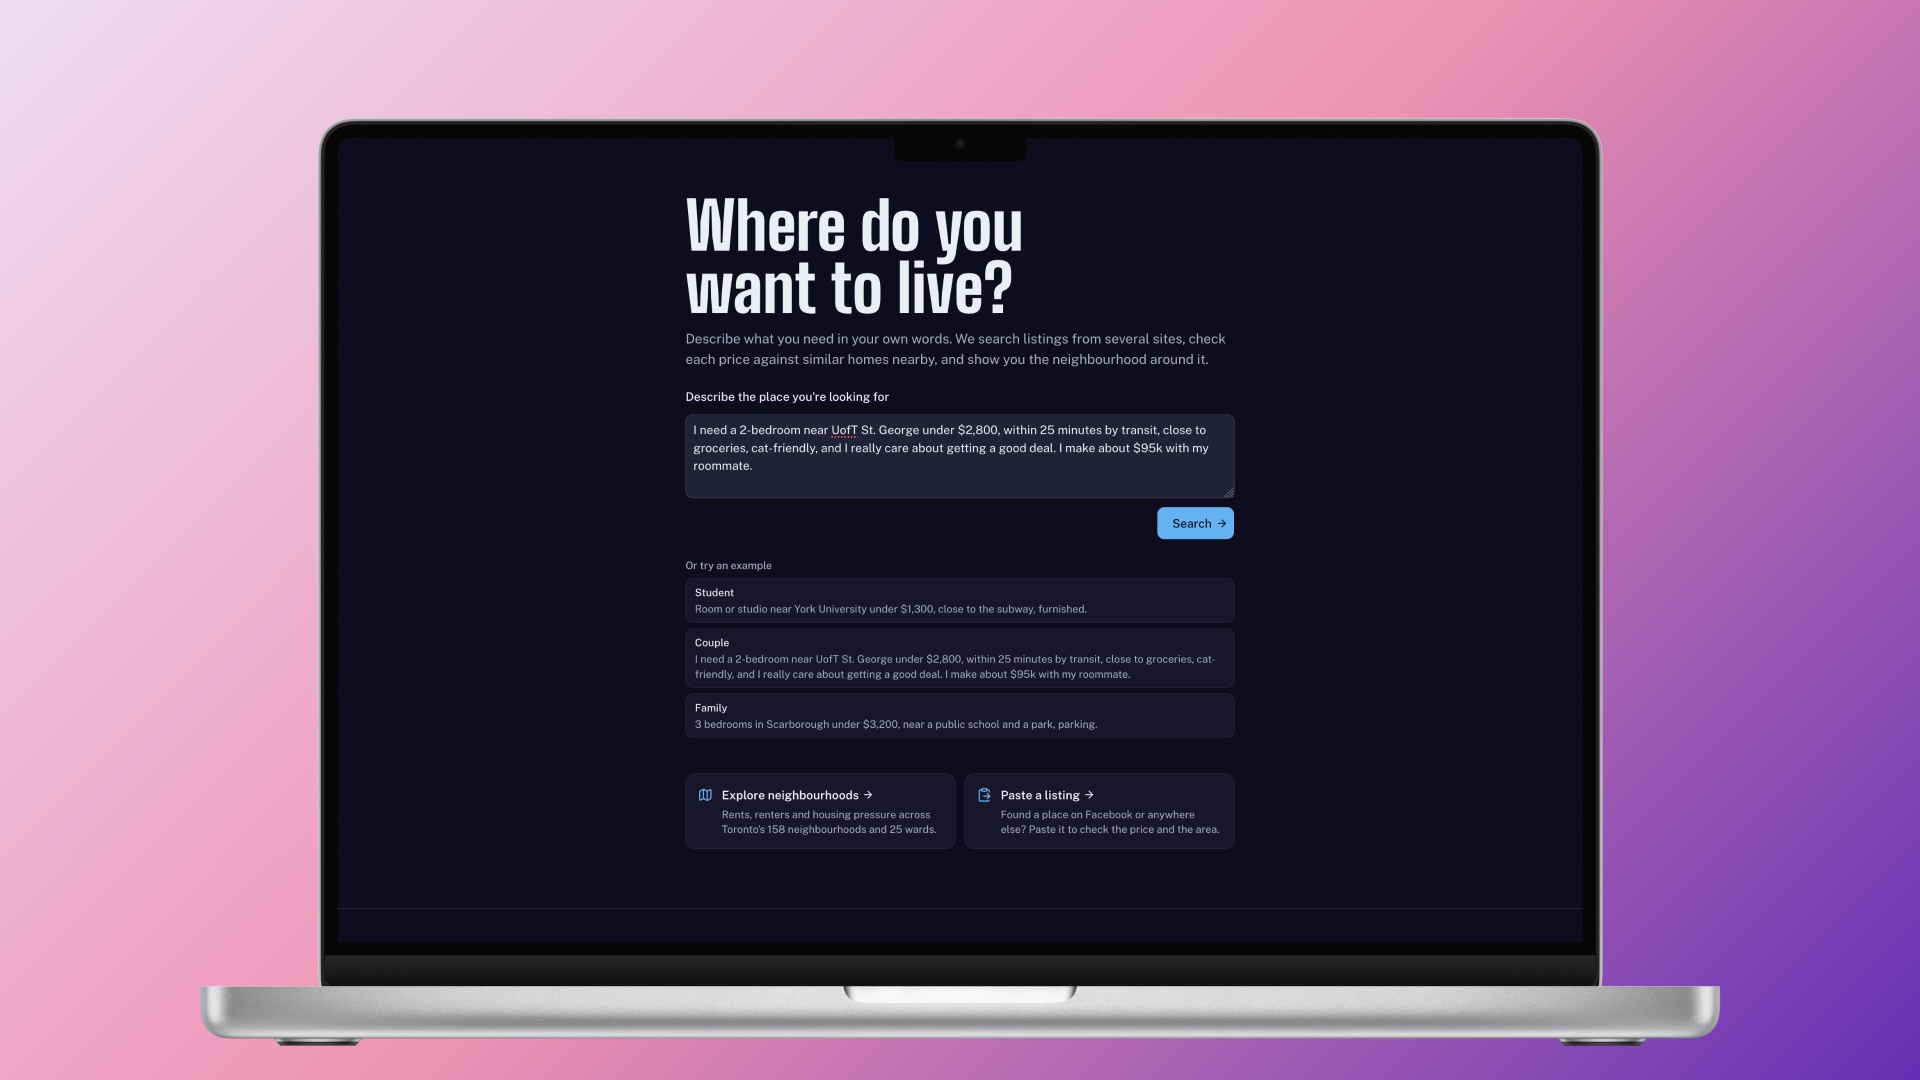 Where do you
want to live?
Describe what you need in your own words. We search listings from several sites, check
each price against similar homes nearby, and show you the neighbourhood around it.
Describe the place you're looking for
I need a 2-bedroom near UofT St. George under $2,800, within 25 minutes by transit, close to
groceries, cat-friendly, and I really care about getting a good deal. I make about $95k with my
roommate.
Search →
Or try an example
Student
Room or studio near York University under $1,300, close to the subway, furnished.
Couple
I need a 2-bedroom near UofT St. George under $2,800, within 25 minutes by transit, close to groceries, cat-
friendly, and I really care about getting a good deal. I make about $95k with my roommate.
Family
3 bedrooms in Scarborough under $3,200, near a public school and a park, parking.
Explore neighbourhoods →
Rents, renters and housing pressure across
Toronto's 158 neighbourhoods and 25 wards.
Paste a listing →
Found a place on Facebook or anywhere
else? Paste it to check the price and the area.